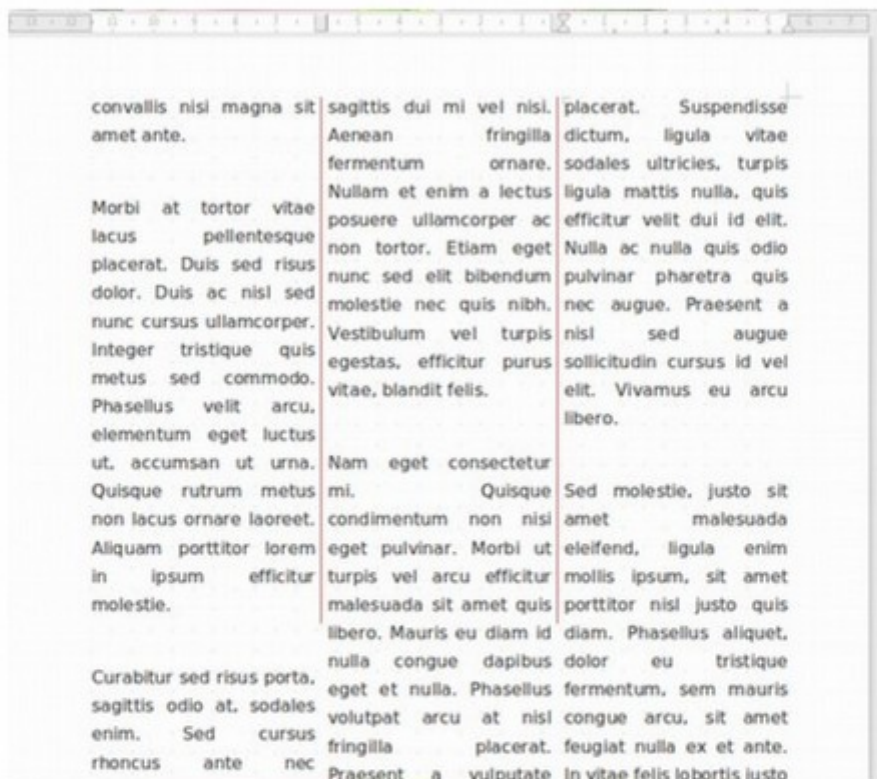 convallis nisi magna sit
amet ante.
Morbi at tortor vitae
lacus pellentesque
placerat. Duis sed risus
dolor. Duis ac nisl sed
nunc cursus ullamcorper.
Integer tristique quis
metus sed commodo.
Phasellus velit arcu,
elementum eget luctus
ut, accumsan ut urna.
Quisque rutrum metus
non lacus ornare laoreet.
Aliquam porttitor lorem
in ipsum efficitur
molestie.
Curabitur sed risus porta,
sagittis odio at, sodales
enim. Sed cursus
rhoncus ante nec
sagittis dui mi vel nisi.
Aenean fringilla
fermentum ornare.
Nullam et enim a lectus
posuere ullamcorper ac
non tortor. Etiam eget
nunc sed elit bibendum
molestie nec quis nibh.
Vestibulum vel turpis
egestas, efficitur purus
vitae, blandit felis.
Nam eget consectetur
mi. Quisque
condimentum non nisi
eget pulvinar. Morbi ut
turpis vel arcu efficitur
malesuada sit amet quis
libero. Mauris eu diam id
nulla congue dapibus
eget et nulla. Phasellus
volutpat arcu at nisl
fringilla placerat.
Praesent a vulputate
placerat. Suspendisse
dictum, ligula vitae
sodales ultricies, turpis
ligula mattis nulla, quis
efficitur velit dui id elit.
Nulla ac nulla quis odio
pulvinar pharetra quis
nec augue. Praesent a
nisl sed augue
sollicitudin cursus id vel
elit. Vivamus eu arcu
libero.
Sed molestie, justo sit
amet malesuada
eleifend, ligula enim
mollis ipsum, sit amet
porttitor nisl justo quis
diam. Phasellus aliquet,
dolor eu tristique
fermentum, sem mauris
congue arcu, sit amet
feugiat nulla ex et ante.
In vitae felis lobortis justo